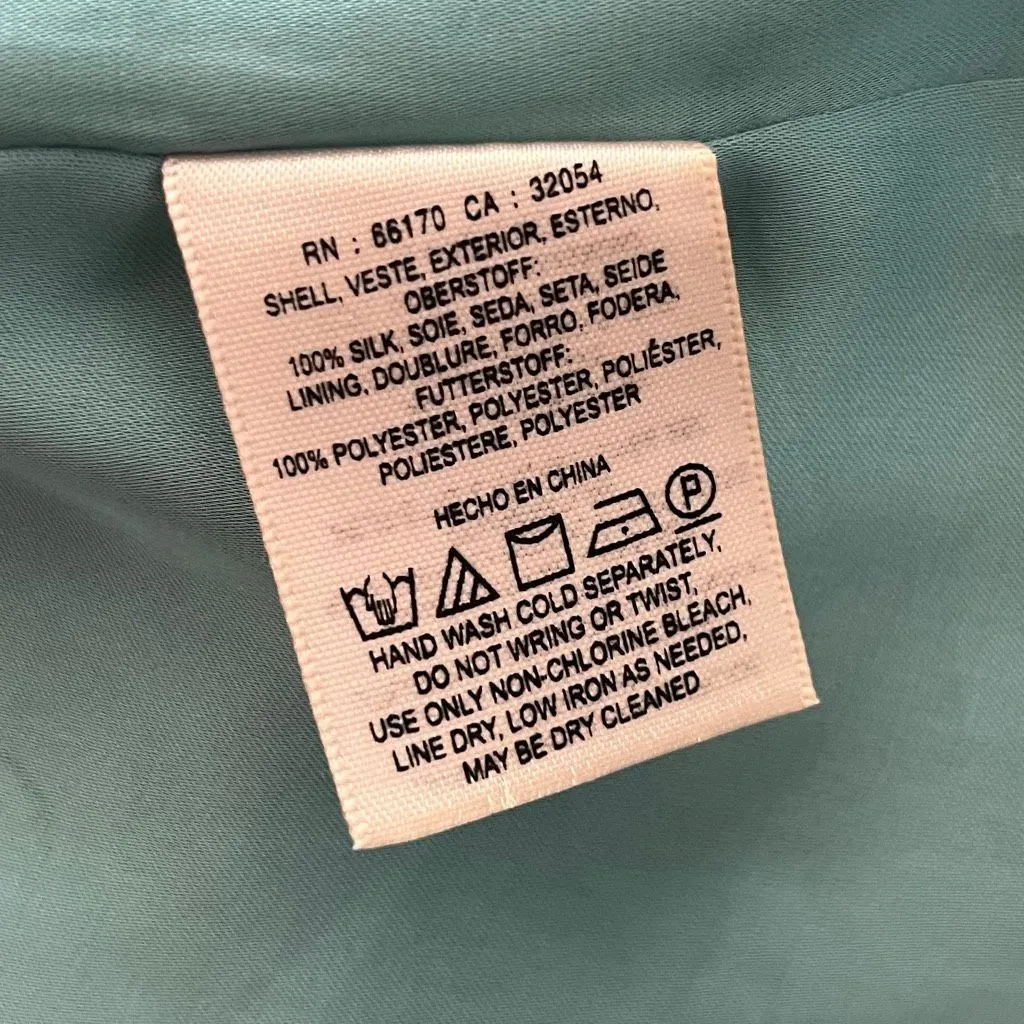 RN : 66170 CA : 32054
SHELL, VESTE, EXTERIOR, ESTERNO,
OBERSTOFF:
100% SILK, SOIE, SEDA, SETA, SEIDE
LINING, DOUBLURE, FORRO, FODERA,
FUTTERSTOFF:
100% POLYESTER, POLYESTER, POLIÉSTER,
POLIESTERE, POLYESTER
HECHO EN CHINA
P
HAND WASH COLD SEPARATELY,
DO NOT WRING OR TWIST,
USE ONLY NON-CHLORINE BLEACH,
LINE DRY, LOW IRON AS NEEDED,
MAY BE DRY CLEANED